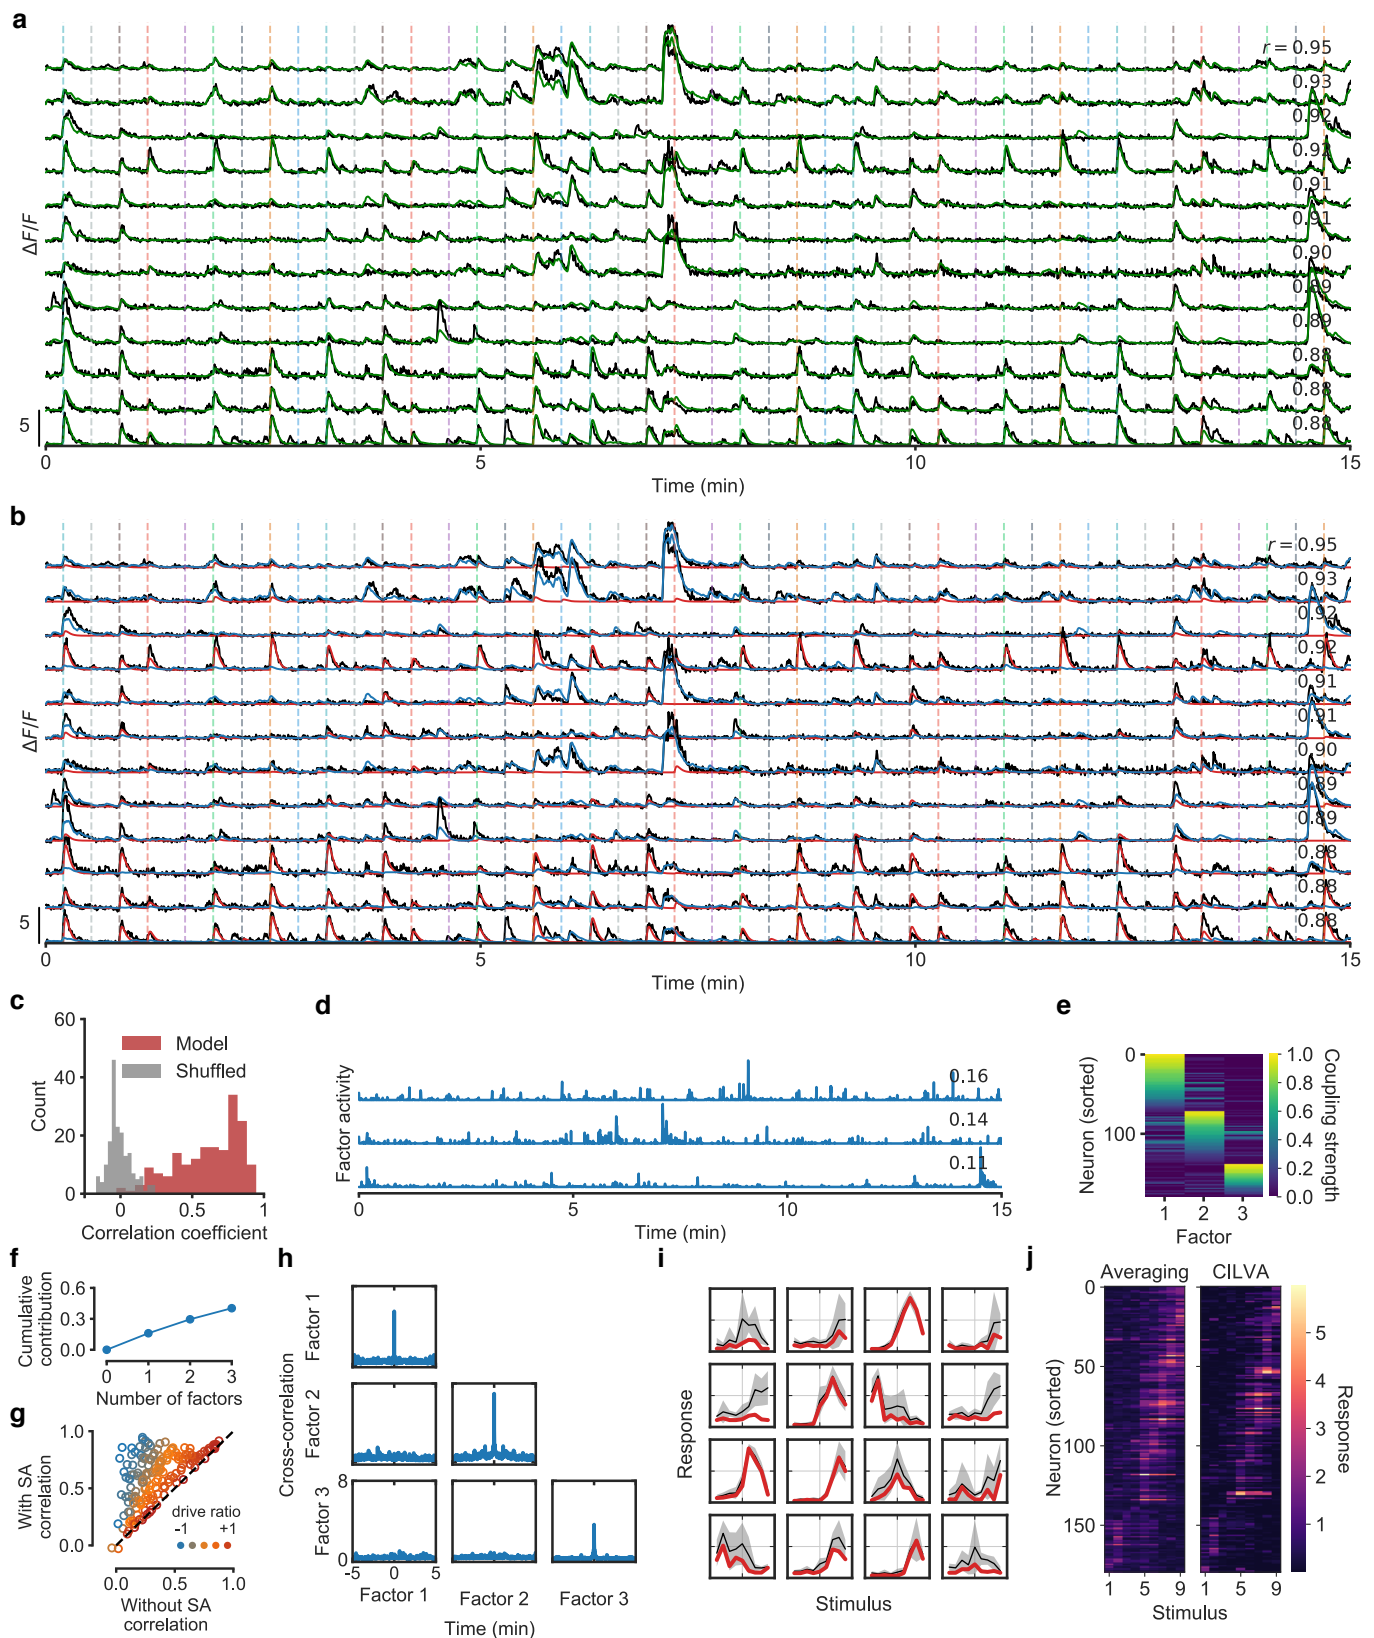 a
r = 0.95
0.93
0.92
0.92
0.91
0.91
0.90
0.89
0.89
0.88
0.88
0.88
ΔF/F
5
0 5 10 15
Time (min)
b
r = 0.95
0.93
0.92
0.92
0.91
0.91
0.90
0.89
0.89
0.88
0.88
0.88
ΔF/F
5
0 5 10 15
Time (min)
c
60
40
20
0
Count
Model
Shuffled
0 0.5 1
Correlation coefficient
d
Factor activity
0.16
0.14
0.11
0 5 10 15
Time (min)
e
0
100
Neuron (sorted)
1 2 3
Factor
1.0
0.8
0.6
0.4
0.2
0.0
Coupling strength
f
0.6
0.3
0.0
Cumulative
contribution
0 1 2 3
Number of factors
g
1.0
0.5
0.0
With SA
correlation
drive ratio
-1 +1
0.0 0.5 1.0
Without SA
correlation
h
Cross-correlation
Factor 1
Factor 2
Factor 3
8
0
-5 0 5
Factor 1 Factor 2 Factor 3
Time (min)
i
Response
Stimulus
j
Averaging CILVA
0
50
100
150
Neuron (sorted)
1 5 9 1 5 9
Stimulus
5
4
3
2
1
Response